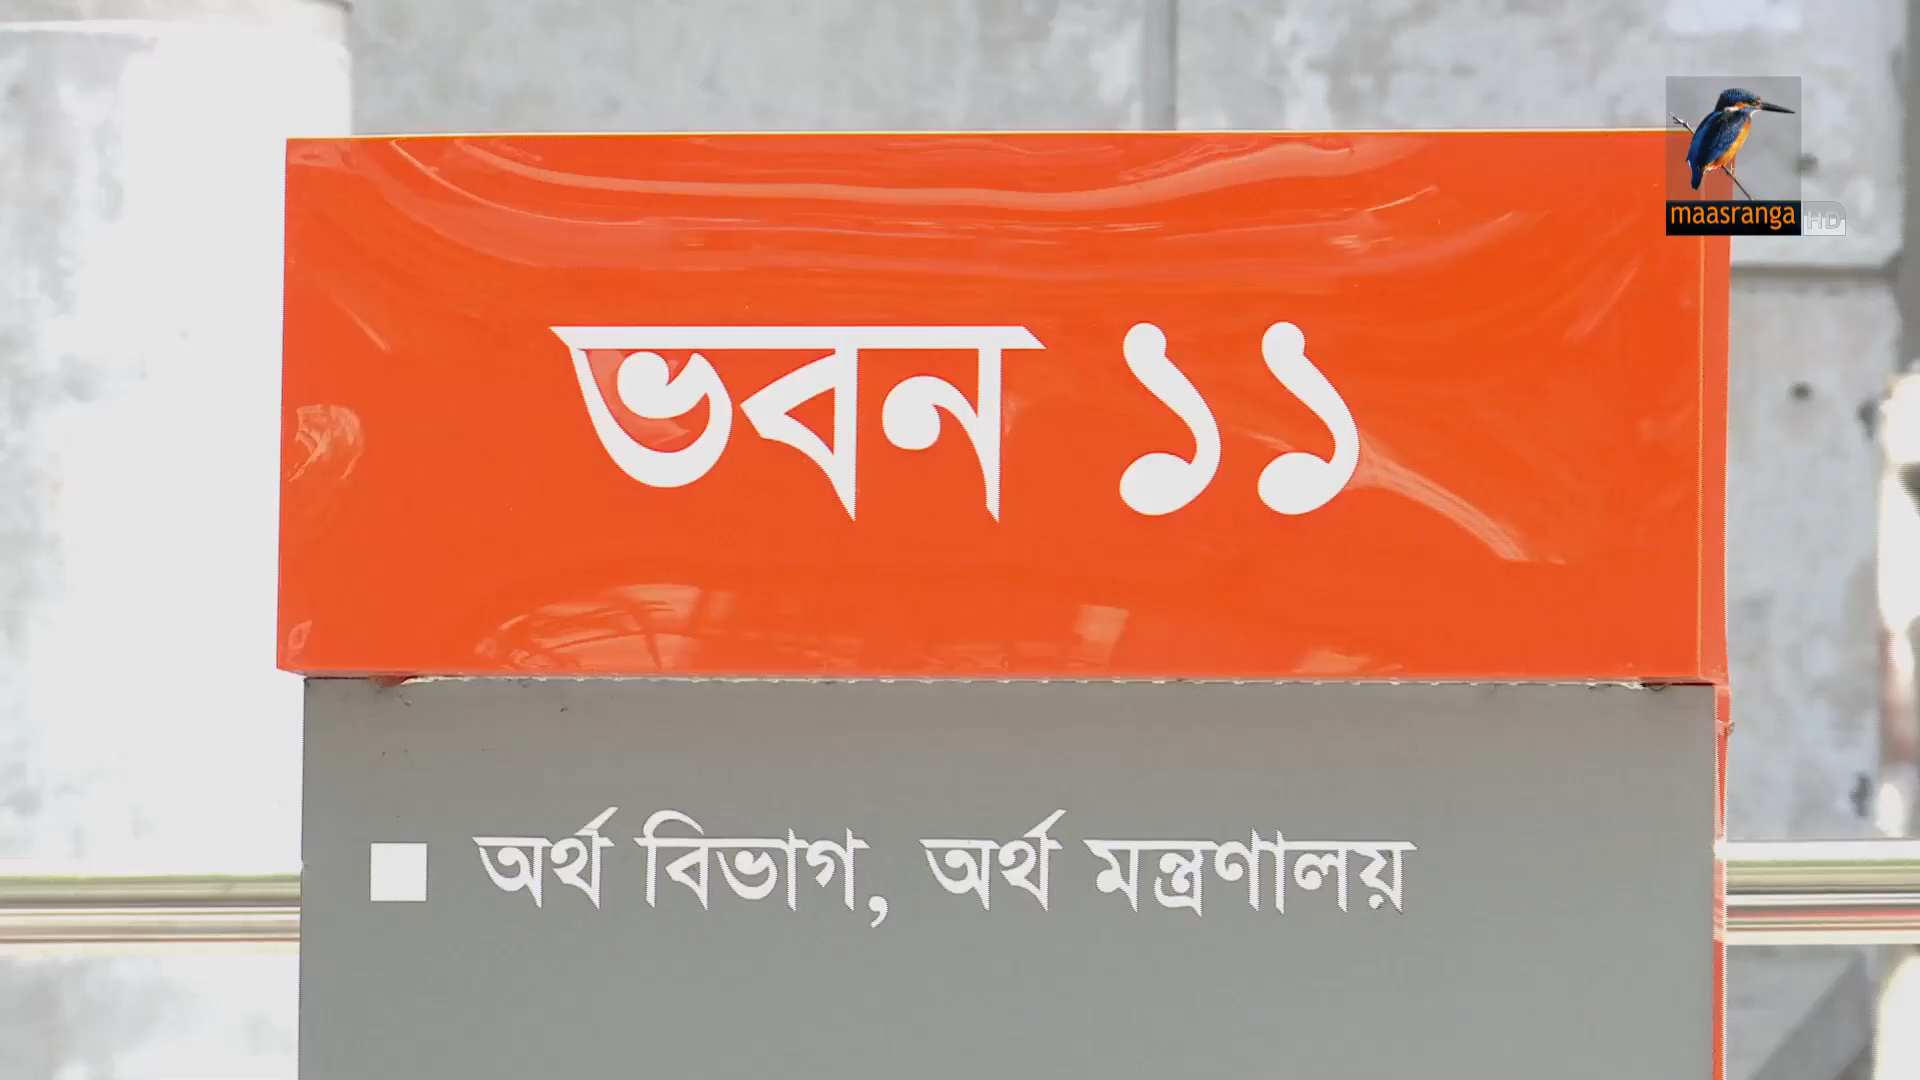 maasranga HD
ভবন ১১
অর্থ বিভাগ, অর্থ মন্ত্রণালয়